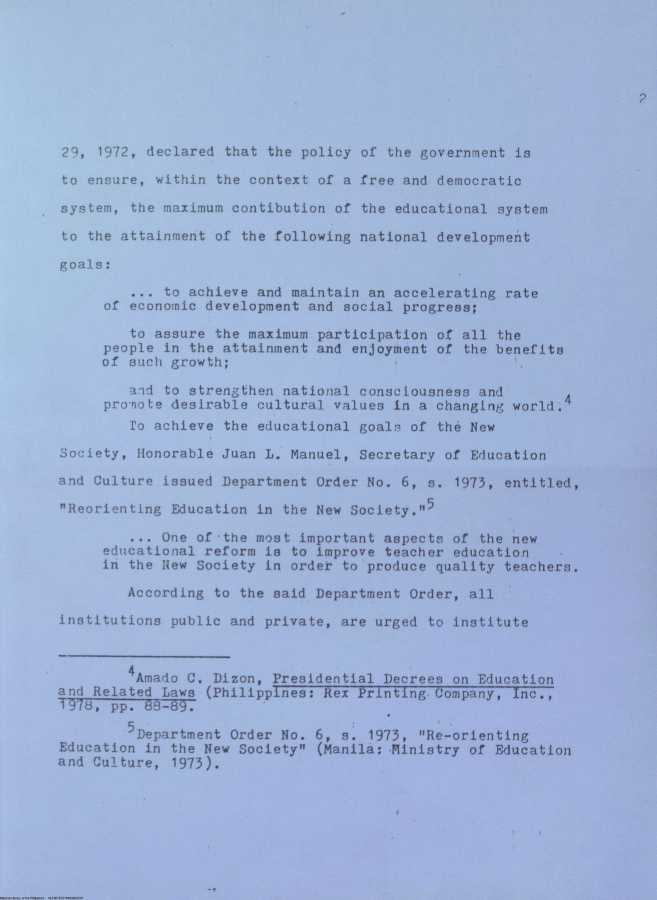 2
29, 1972, declared that the policy of the government is
to ensure, within the context of a free and democratic
system, the maximum contibution of the educational system
to the attainment of the following national development
goals:
... to achieve and maintain an accelerating rate
of economic development and social progress;
to assure the maximum participation of all the
people in the attainment and enjoyment of the benefits
of such growth;
and to strengthen national consciousness and
promote desirable cultural values in a changing world.4
To achieve the educational goals of the New
Society, Honorable Juan L. Manuel, Secretary of Education
and Culture issued Department Order No. 6, s. 1973, entitled,
"Reorienting Education in the New Society."5
... One of the most important aspects of the new
educational reform is to improve teacher education
in the New Society in order to produce quality teachers.
According to the said Department Order, all
institutions public and private, are urged to institute
4Amado C. Dizon, Presidential Decrees on Education
and Related Laws (Philippines: Rex Printing Company, Inc.,
1978, pp. 88-89.
5Department Order No. 6, s. 1973, "Re-orienting
Education in the New Society" (Manila: Ministry of Education
and Culture, 1973).